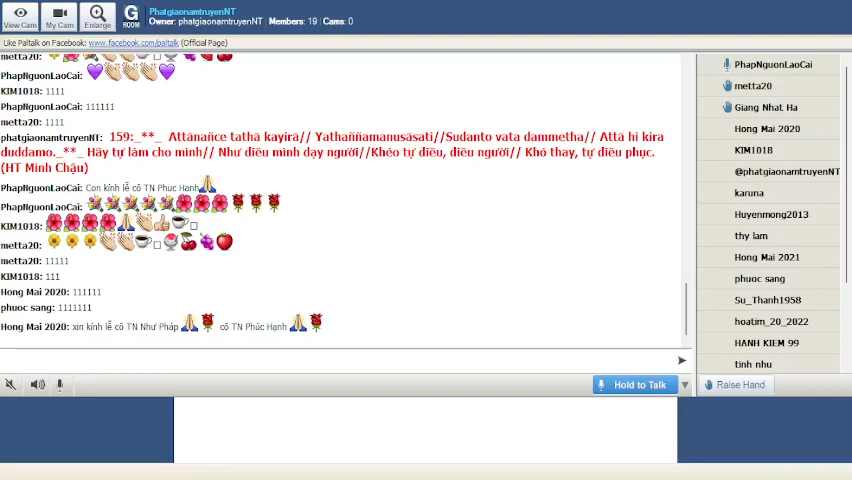 PhatgiaonamtruyenNT
Owner: phatgiaonamtruyenNT | Members: 19 | Cams: 0
View Cam
My Cam
Enlarge
G
ROOM
Like Paltalk on Facebook: www.facebook.com/paltalk (Official Page)
metta20:
PhapNguonLaoCai:
KIM1018: 1111
PhapNguonLaoCai: 111111
metta20: 1111
phatgiaonamtruyenNT: 159:_**_ Attānañce tathā kayirā// Yathaññamanusāsati//Sudanto vata dammetha// Attā hi kira
duddamo._**_ Hãy tự làm cho mình// Như điều mình dạy người//Khéo tự điều, điều người// Khó thay, tự điều phục.
(HT Minh Châu)
PhapNguonLaoCai: Con kính lễ cô TN Phuc Hanh
PhapNguonLaoCai:
KIM1018:
metta20:
metta20: 11111
KIM1018: 111
Hong Mai 2020: 111111
phuoc sang: 1111111
Hong Mai 2020: xin kính lễ cô TN Như Pháp cô TN Phúc Hạnh
Hold to Talk
PhapNguonLaoCai
metta20
Giang Nhat Ha
Hong Mai 2020
KIM1018
@phatgiaonamtruyenNT
karuna
Huyenmong2013
thy lam
Hong Mai 2021
phuoc sang
Su_Thanh1958
hoatim_20_2022
HANH KIEM 99
tinh nhu
Raise Hand